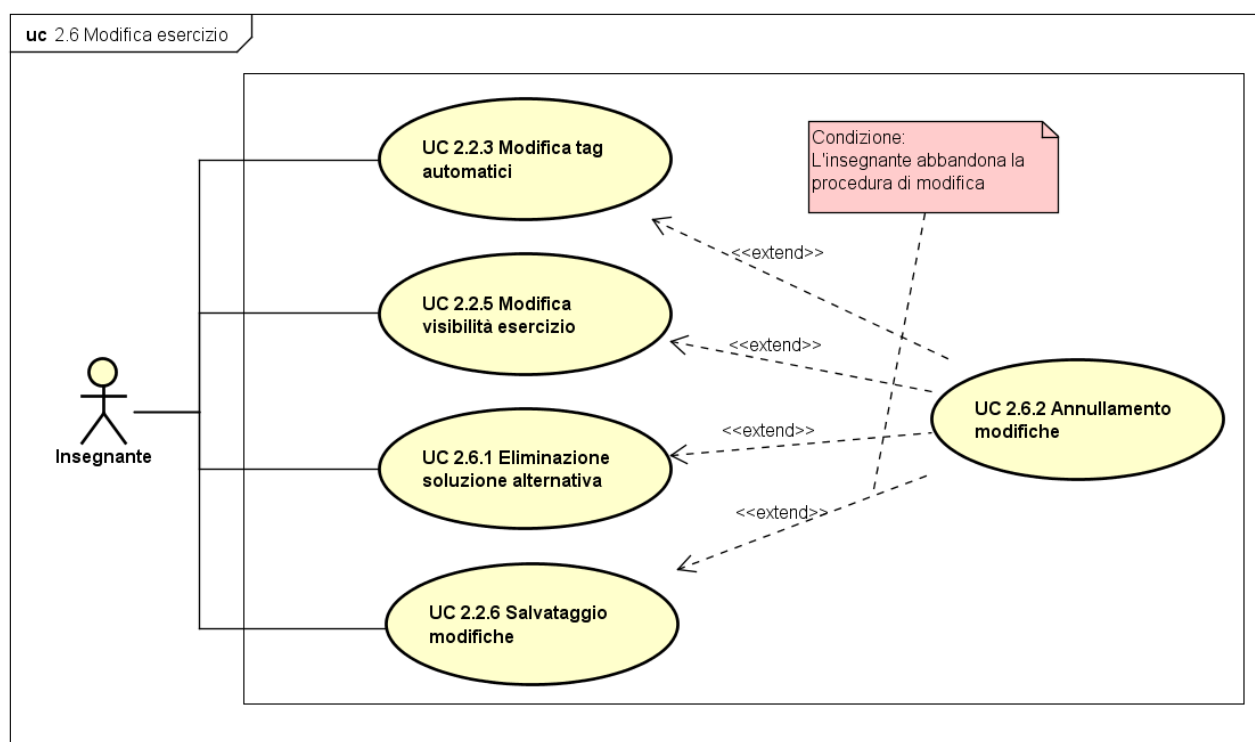 uc 2.6 Modifica esercizio
UC 2.2.3 Modifica tag
automatici
Condizione:
L'insegnante abbandona la
procedura di modifica
<<extend>>
UC 2.2.5 Modifica
visibilità esercizio
<<extend>>
Insegnante
UC 2.6.2 Annullamento
modifiche
<<extend>>
UC 2.6.1 Eliminazione
soluzione alternativa
<<extend>>
UC 2.2.6 Salvataggio
modifiche